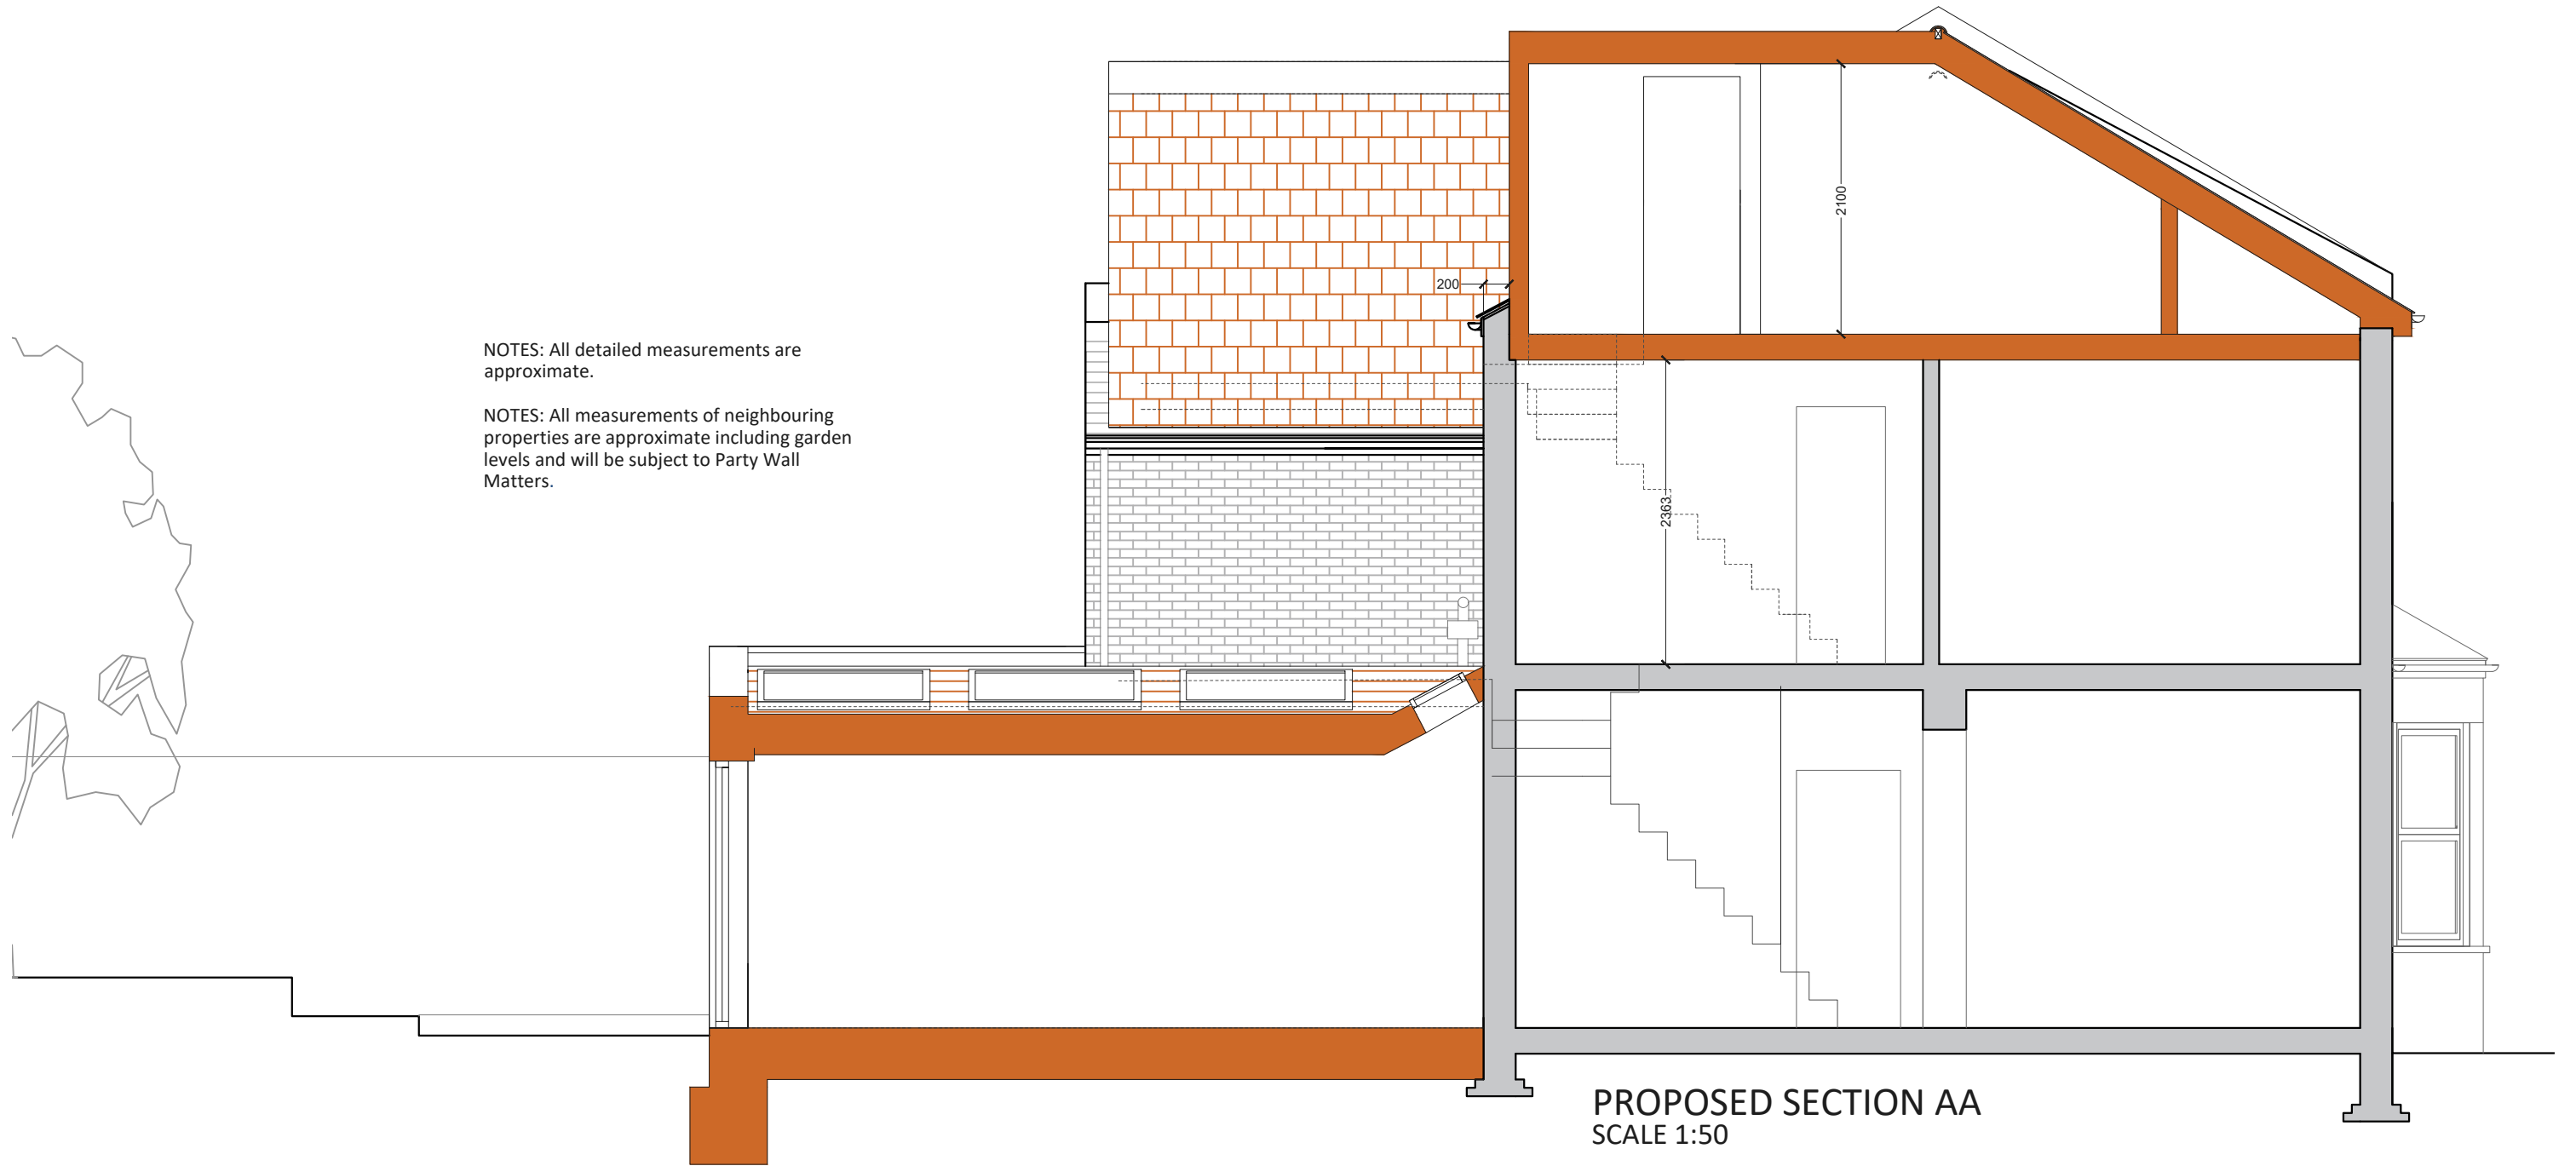 2100
200
NOTES: All detailed measurements are
approximate.
NOTES: All measurements of neighbouring
properties are approximate including garden
levels and will be subject to Party Wall
Matters.
2363
PROPOSED SECTION AA
SCALE 1:50